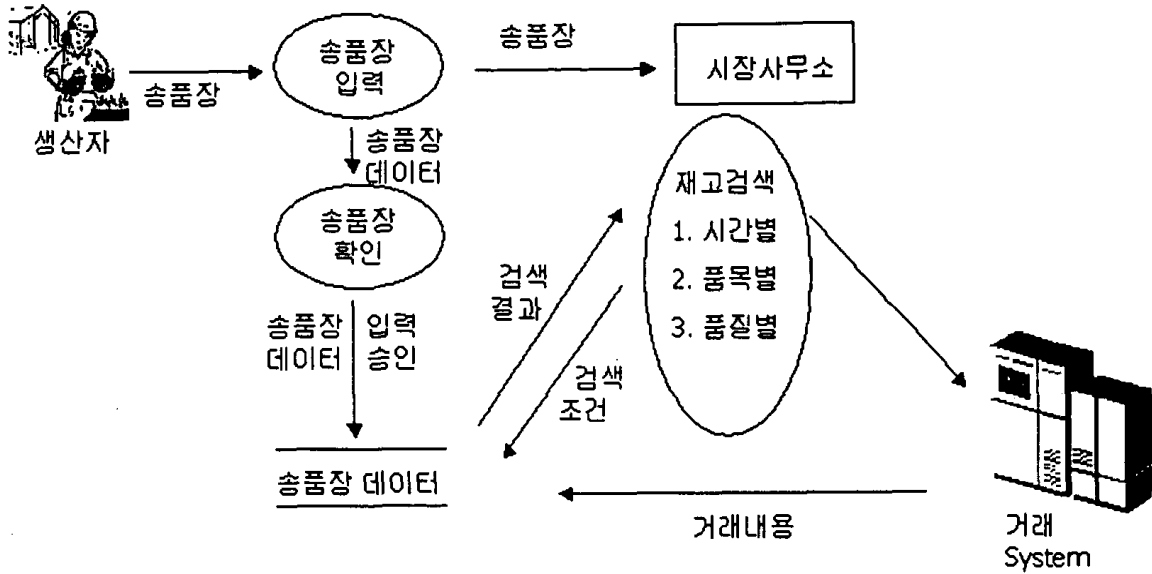 송품장
입력
송품장
시장사무소
송품장
생산자
송품장
데이터
송품장
확인
재고검색
1. 시간별
2. 품목별
3. 품질별
검색
결과
송품장
데이터
입력
승인
검색
조건
송품장 데이터
거래내용
거래
System